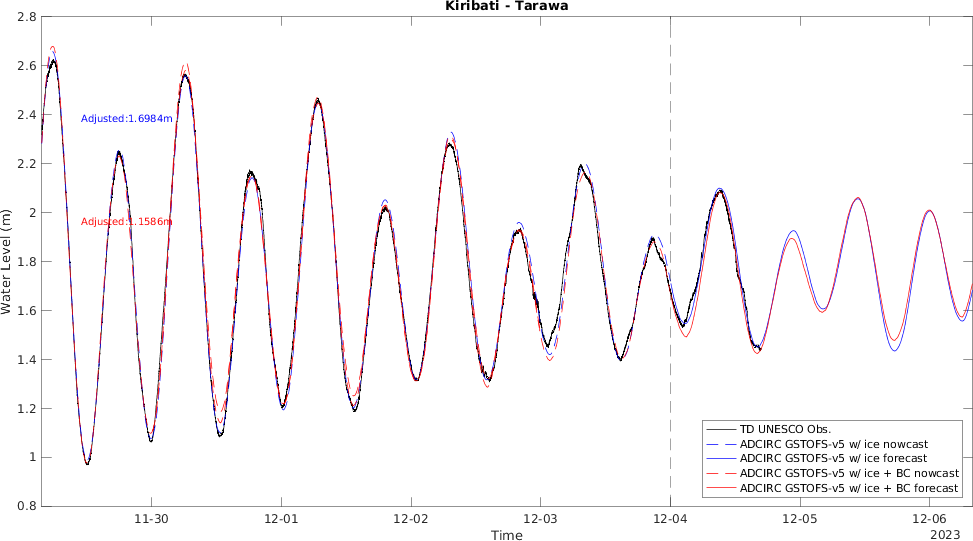 Kiribati - Tarawa
2.8
2.6
2.4
2.2
2
1.8
1.6
1.4
1.2
1
0.8
Water Level (m)
Adjusted:1.6984m
Adjusted:1.1586m
TD UNESCO Obs.
ADCIRC GSTOFS-v5 w/ ice nowcast
ADCIRC GSTOFS-v5 w/ ice forecast
ADCIRC GSTOFS-v5 w/ ice + BC nowcast
ADCIRC GSTOFS-v5 w/ ice + BC forecast
11-30 12-01 12-02 12-03 12-04 12-05 12-06
Time
2023